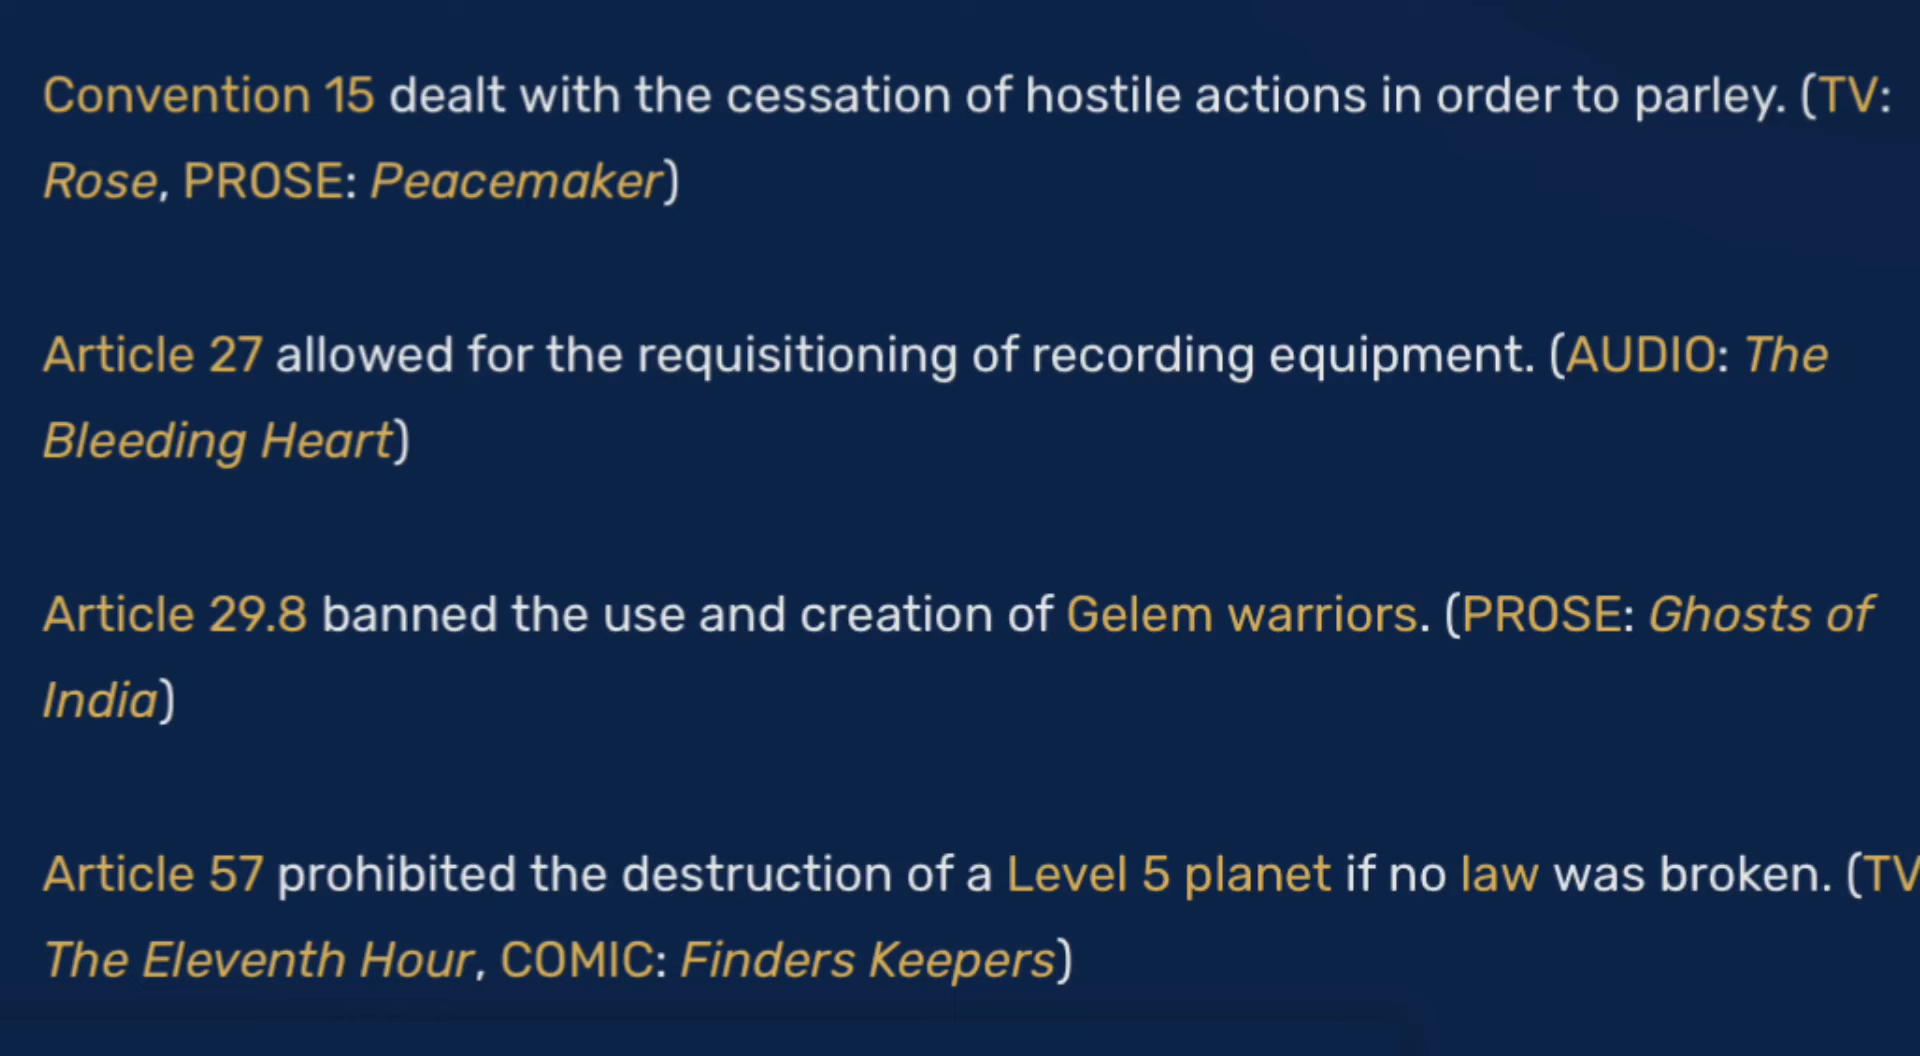 Convention 15 dealt with the cessation of hostile actions in order to parley. (TV:
Rose, PROSE: Peacemaker)
Article 27 allowed for the requisitioning of recording equipment. (AUDIO: The
Bleeding Heart)
Article 29.8 banned the use and creation of Gelem warriors. (PROSE: Ghosts of
India)
Article 57 prohibited the destruction of a Level 5 planet if no law was broken. (TV
The Eleventh Hour, COMIC: Finders Keepers)